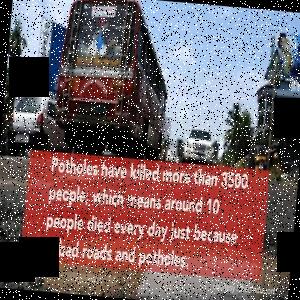 Potholes have killed more than 3500
people, which means around 10
people died every day just because
roads and potholes